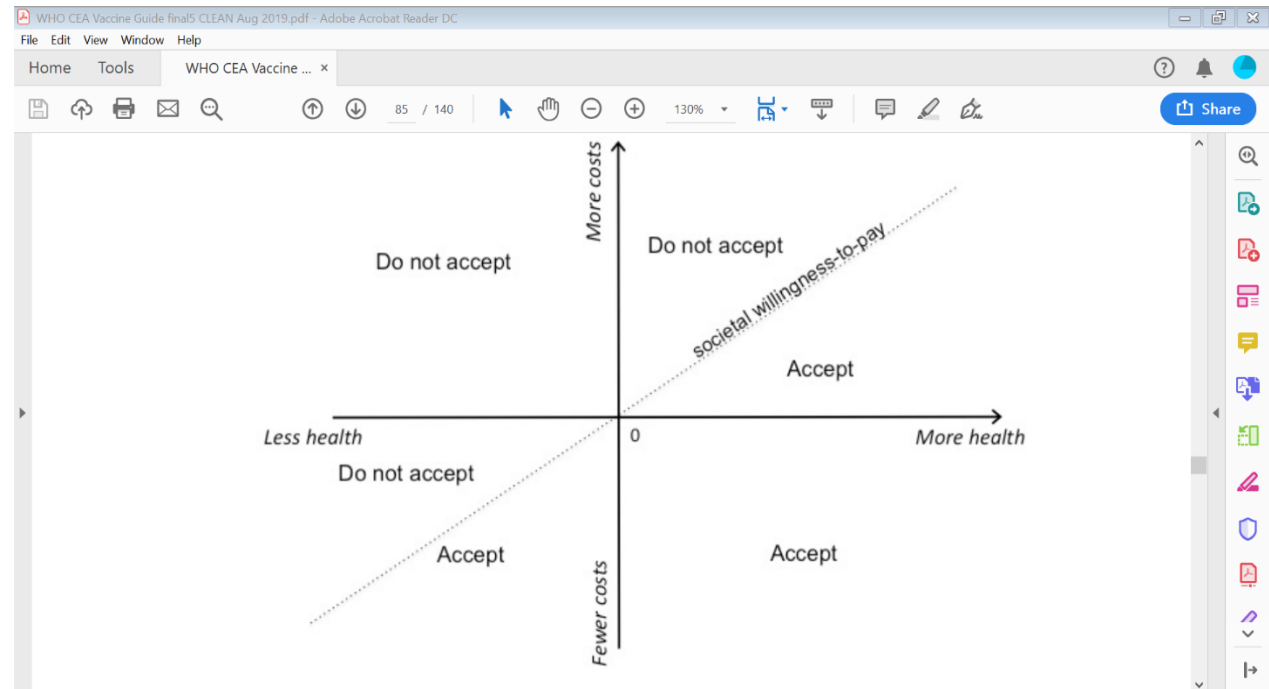 WHO CEA Vaccine Guide final5 CLEAN Aug 2019.pdf - Adobe Acrobat Reader DC
File Edit View Window Help
Home Tools WHO CEA Vaccine ... ×
85 / 140 130% Share
More costs
Do not accept
Do not accept
societal willingness-to-pay
Accept
0
Less health
More health
Do not accept
Accept
Accept
Fewer costs